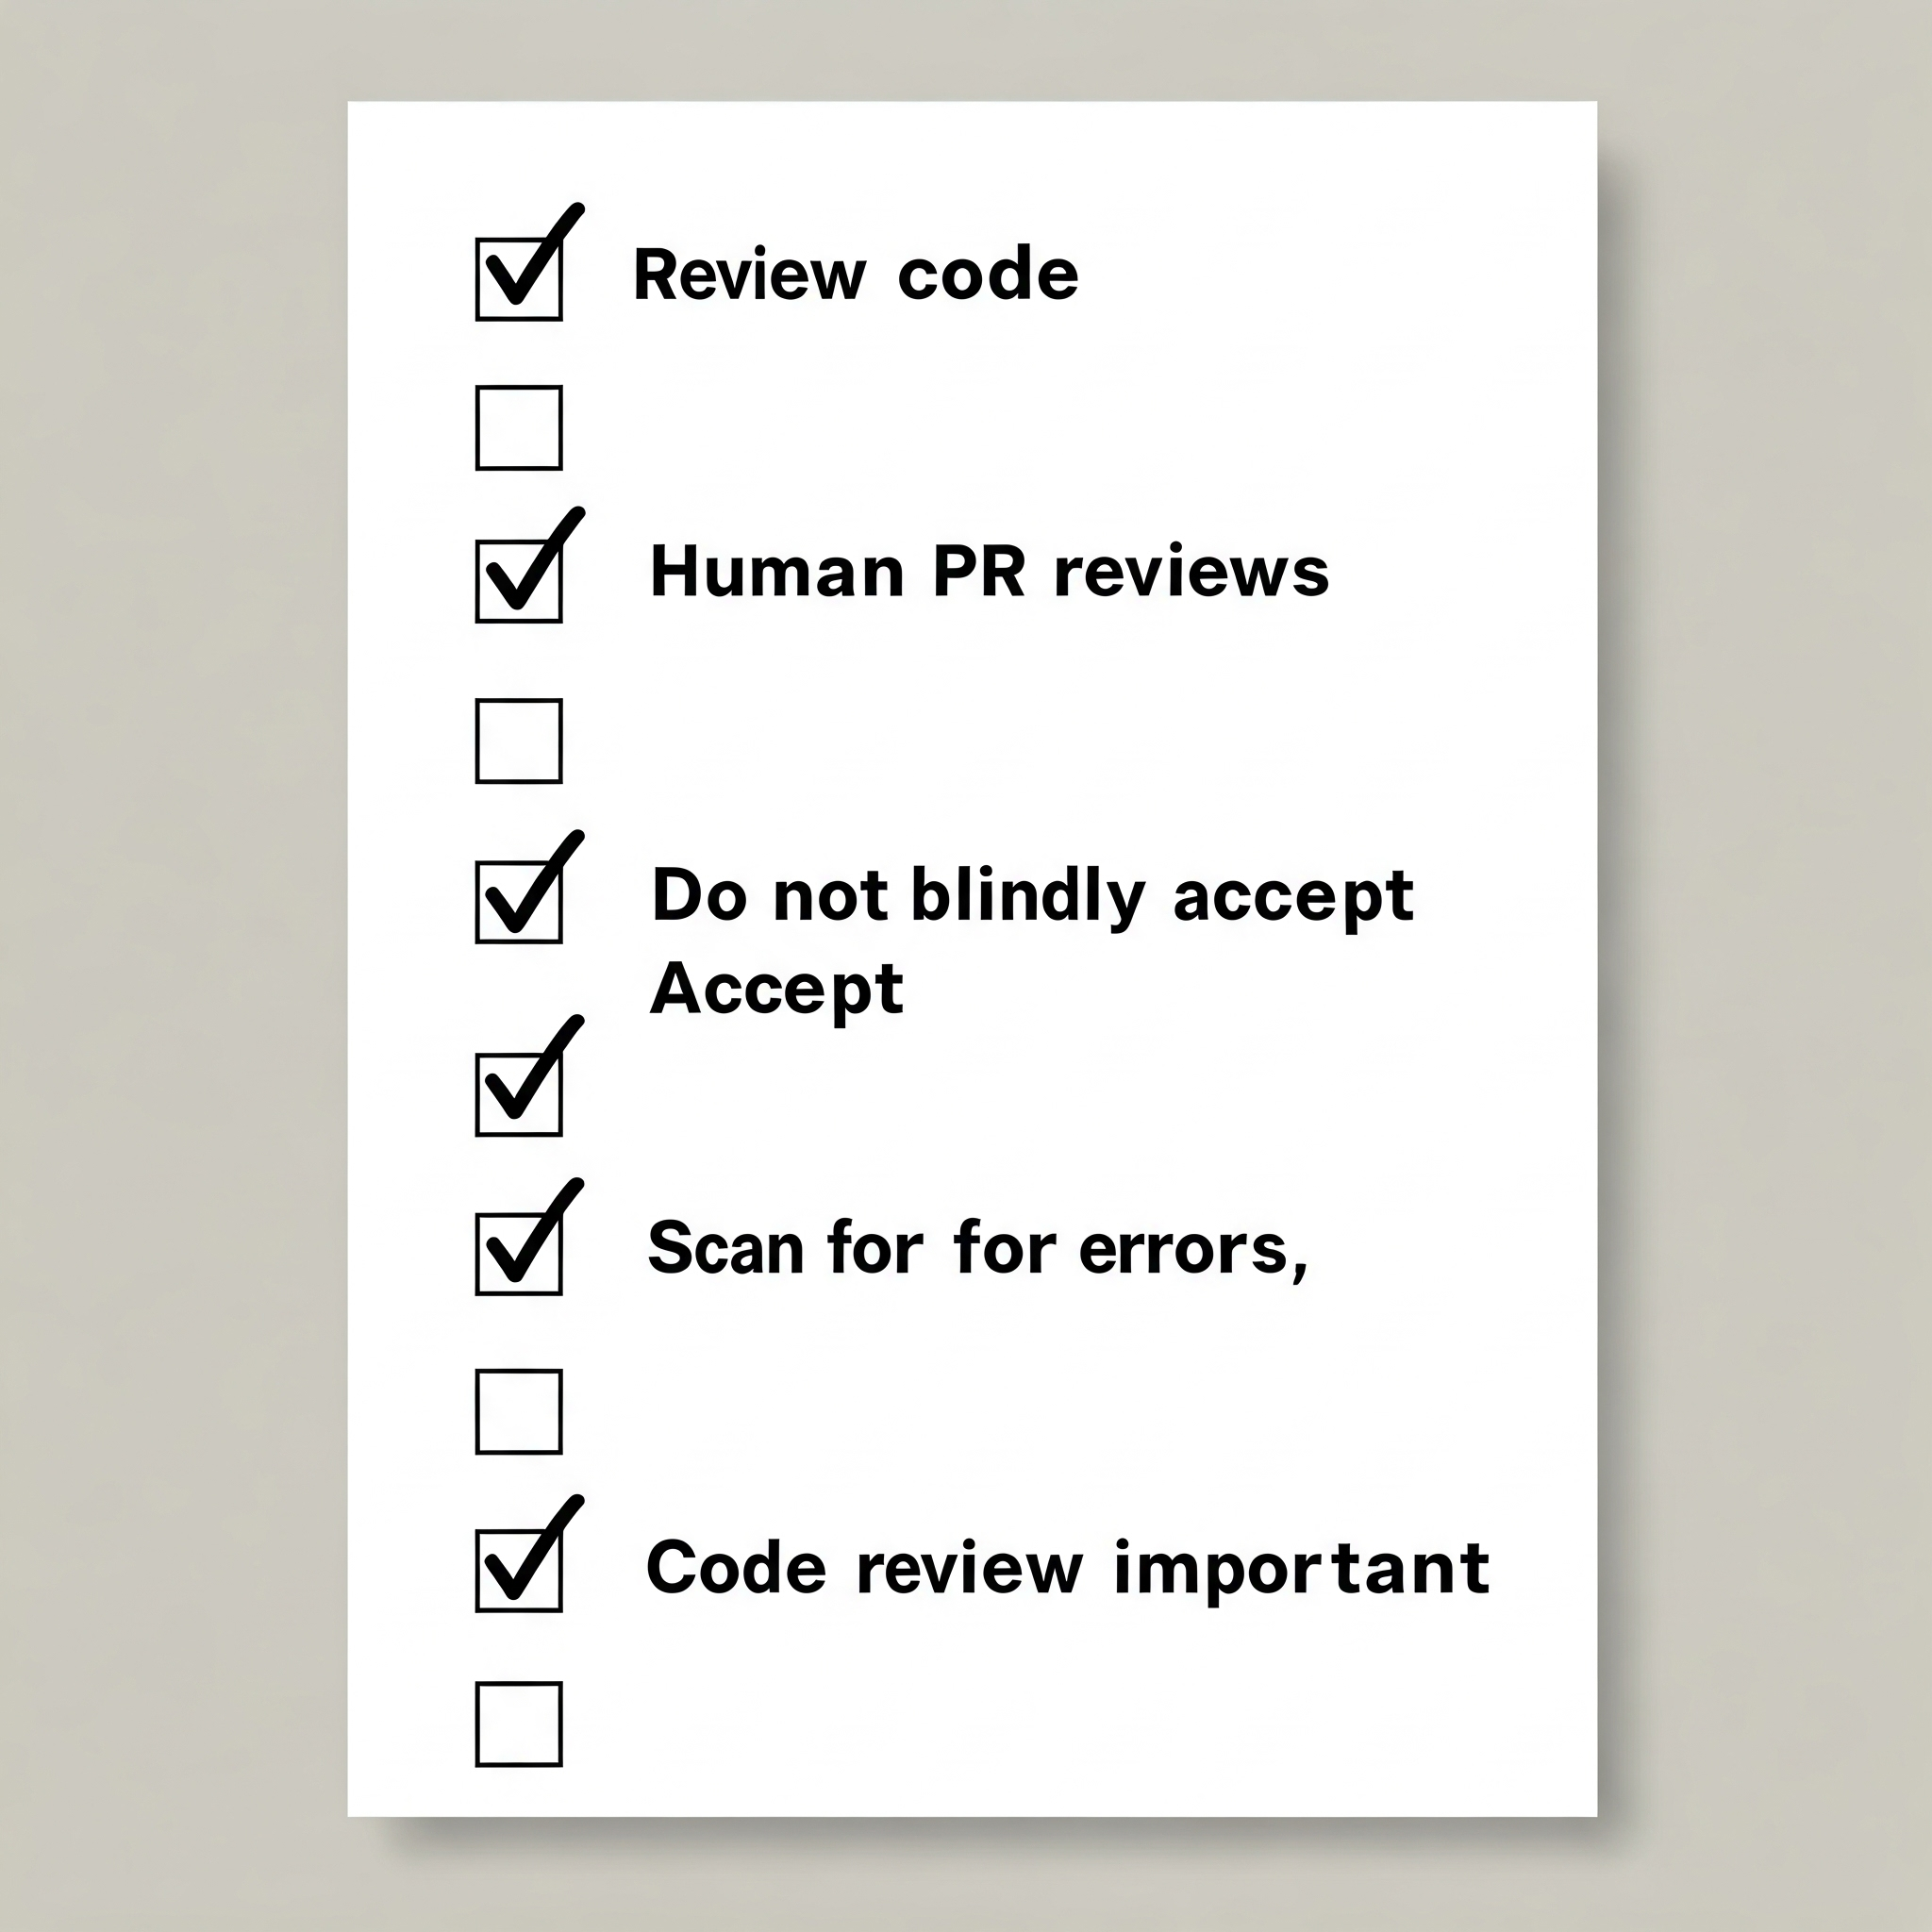 Review code
Human PR reviews
Do not blindly accept
Accept
Scan for for errors,
Code review important